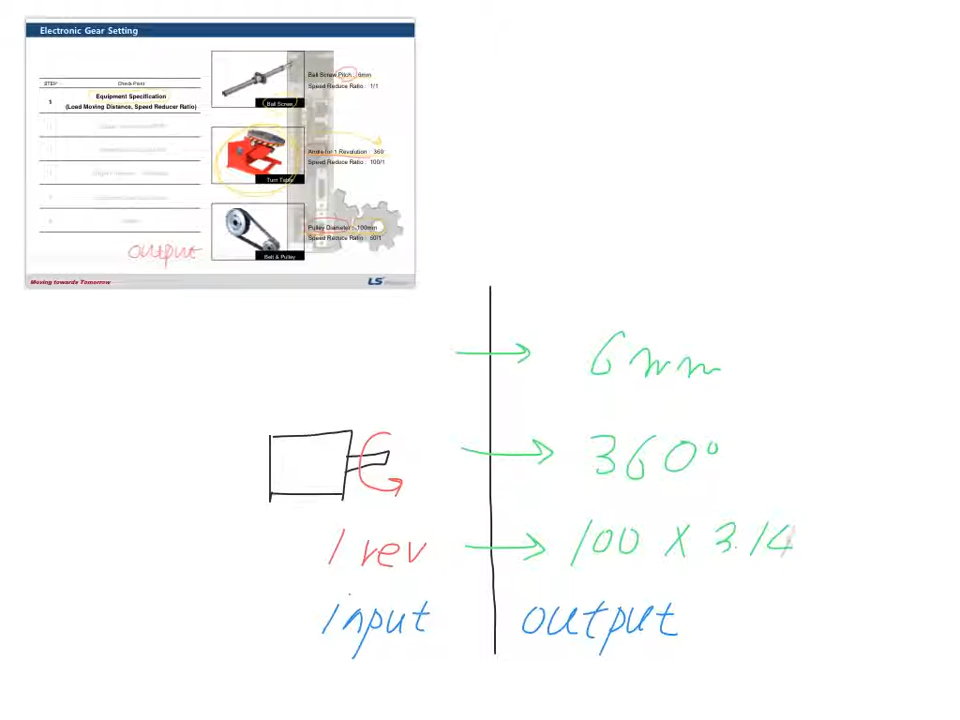 Electronic Gear Setting
STEP Check Point
1 Equipment Specification
(Load Moving Distance, Speed Reducer Ratio)
Ball Screw
Ball Screw Pitch : 6mm
Speed Reduce Ratio : 1/1
Turn Table
Angle for 1 Revolution : 360
Speed Reduce Ratio : 100/1
Belt & Pulley
Pulley Diameter : 100mm
Speed Reduce Ratio : 50/1
output
Moving towards Tomorrow
LS
6mm
360°
1 rev
100 X 3.14
input
output